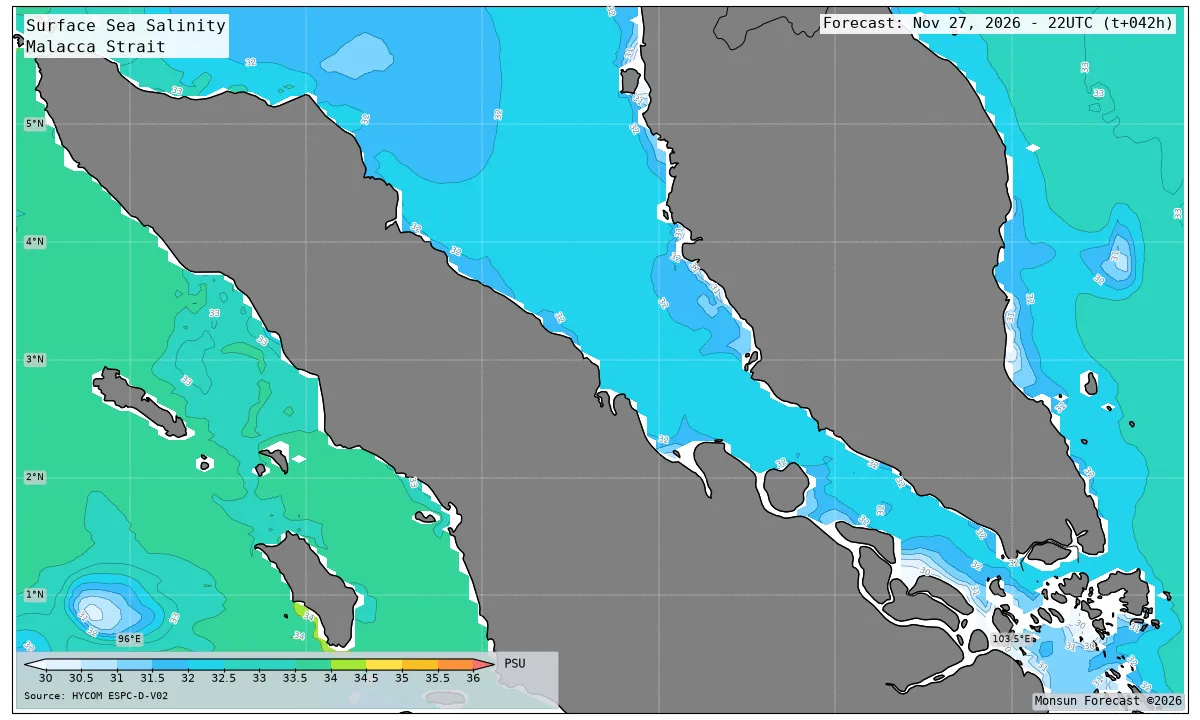 Surface Sea Salinity
Malacca Strait
Forecast: Nov 27, 2026 - 22UTC (t+042h)
5°N
4°N
3°N
2°N
1°N
96°E
103.5°E
PSU
30 30.5 31 31.5 32 32.5 33 33.5 34 34.5 35 35.5 36
Source: HYCOM ESPC-D-V02
Monsun Forecast ©2026